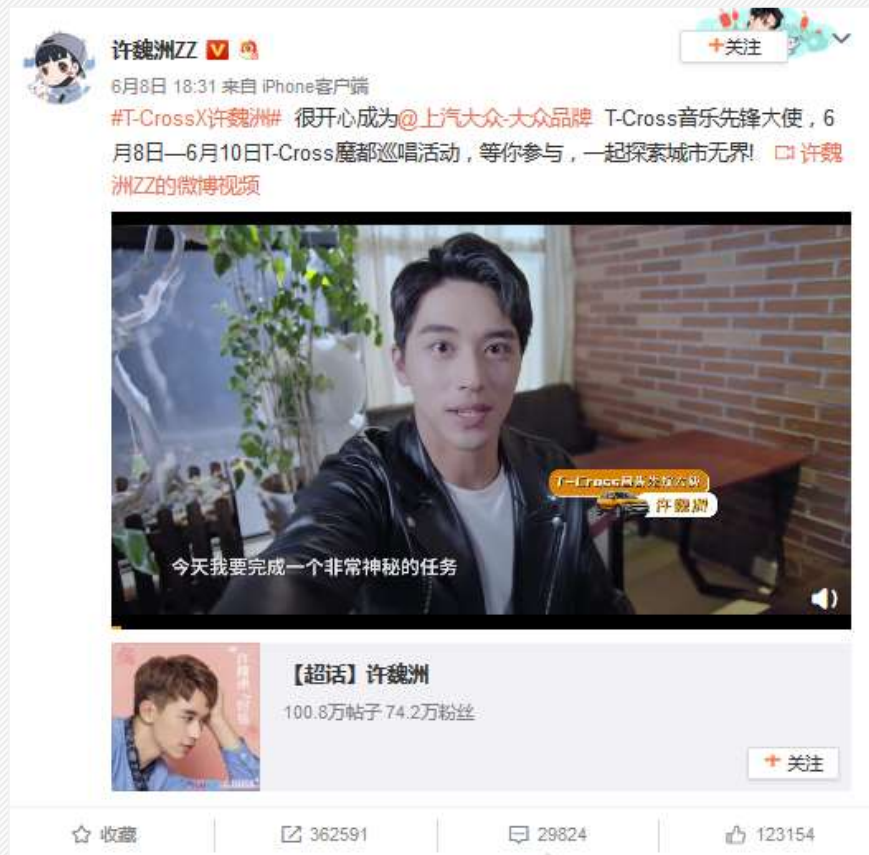 许魏洲ZZ
关注
6月8日 18:31 来自 iPhone客户端
#T-CrossX许魏洲# 很开心成为@上汽大众-大众品牌 T-Cross音乐先锋大使，6
月8日—6月10日T-Cross魔都巡唱活动，等你参与，一起探索城市无界! 许魏
洲ZZ的微博视频
T-Cross音乐先锋大使
许魏洲
今天我要完成一个非常神秘的任务
【超话】许魏洲
100.8万帖子 74.2万粉丝
关注
收藏
362591
29824
123154